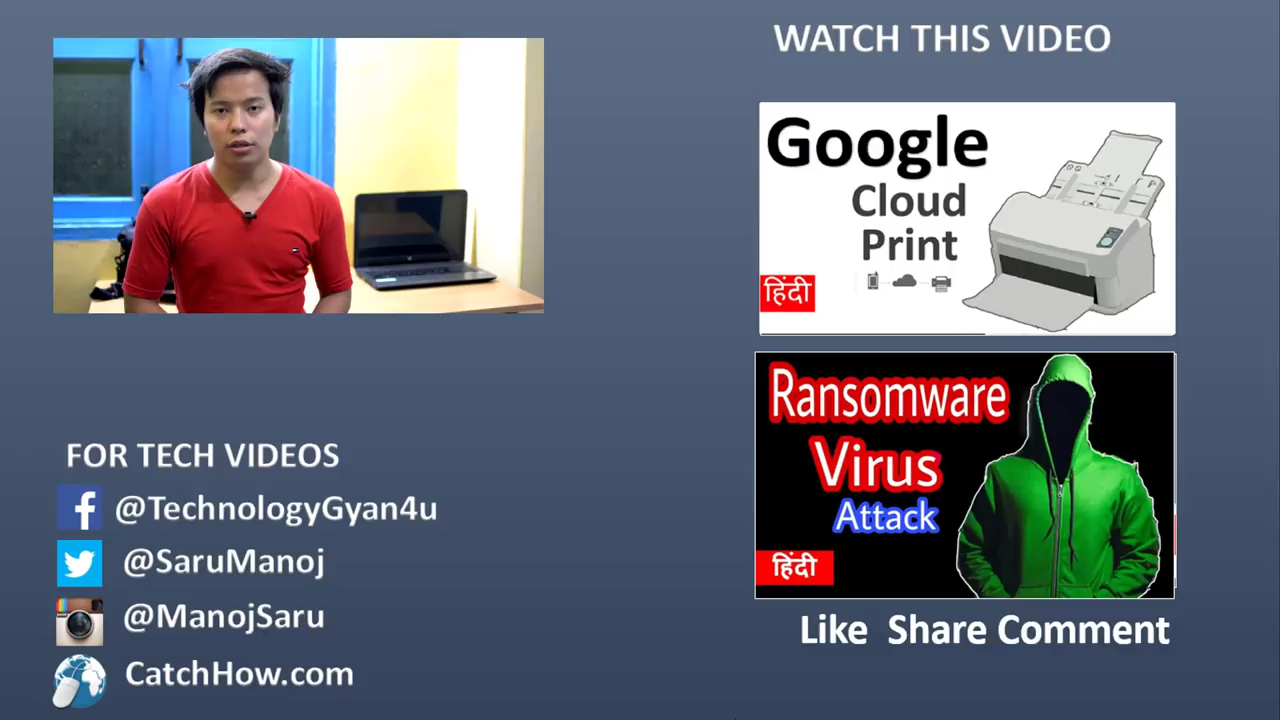 WATCH THIS VIDEO
Google
Cloud
Print
हिंदी
Ransomware
Virus
Attack
हिंदी
Like Share Comment
FOR TECH VIDEOS
@TechnologyGyan4u
@SaruManoj
@ManojSaru
CatchHow.com